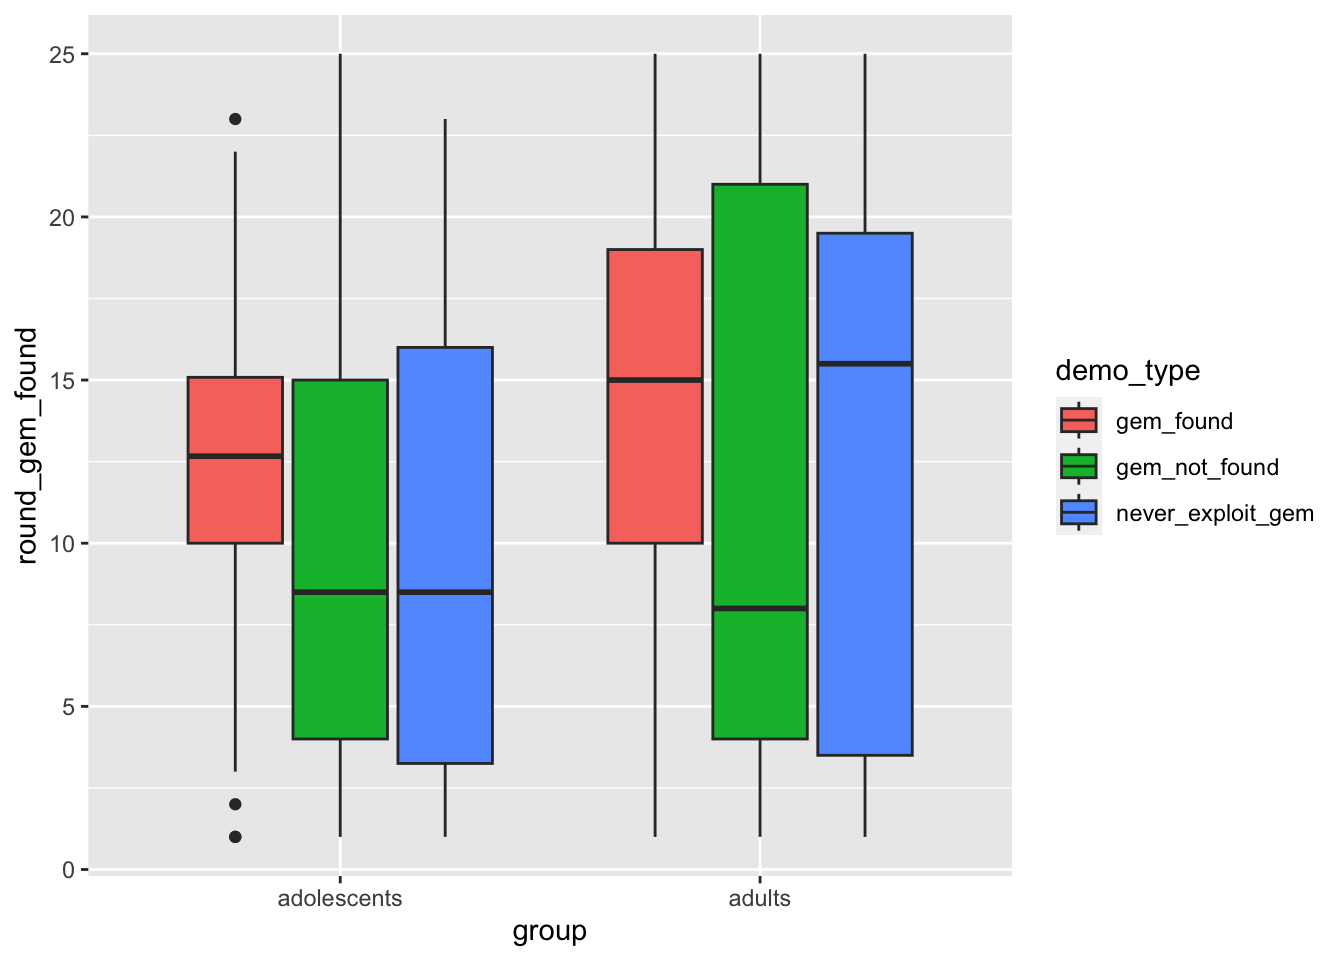 25
20
15
10
5
0
round_gem_found
adolescents
adults
group
demo_type
gem_found
gem_not_found
never_exploit_gem